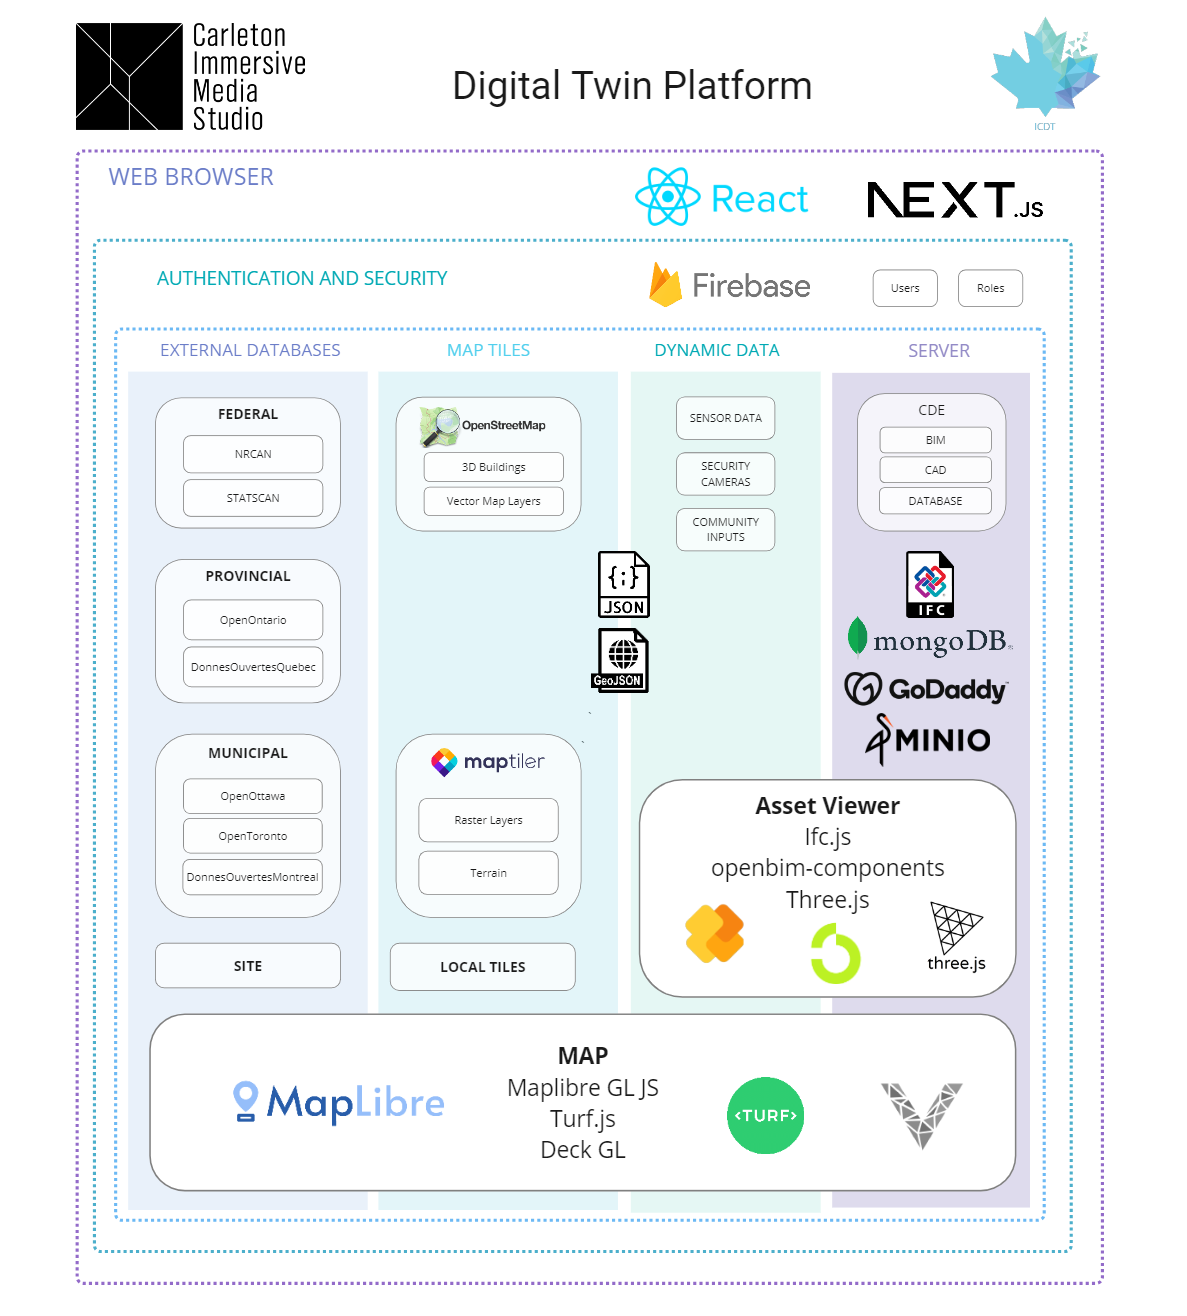 Carleton
Immersive
Media
Studio
Digital Twin Platform
ICDT
WEB BROWSER
React
NEXT.JS
AUTHENTICATION AND SECURITY
Firebase
Users
Roles
EXTERNAL DATABASES
MAP TILES
DYNAMIC DATA
SERVER
FEDERAL
NRCAN
STATSCAN
PROVINCIAL
OpenOntario
DonnesOuvertesQuebec
MUNICIPAL
OpenOttawa
OpenToronto
DonnesOuvertesMontreal
SITE
OpenStreetMap
3D Buildings
Vector Map Layers
maptiler
Raster Layers
Terrain
LOCAL TILES
SENSOR DATA
SECURITY
CAMERAS
COMMUNITY
INPUTS
{;}
JSON
GeoJSON
CDE
BIM
CAD
DATABASE
IFC
mongoDB®
GoDaddy™
MINIO
Asset Viewer
Ifc.js
openbim-components
Three.js
three.js
MAP
Maplibre GL JS
Turf.js
Deck GL
MapLibre
<TURF>